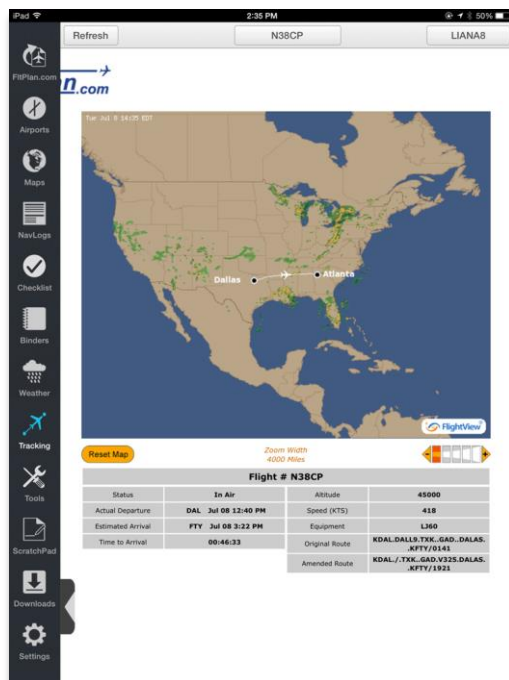 iPad
2:35 PM
50%
Refresh
N38CP
LIANA8
FltPlan.com
n.com
Airports
Maps
NavLogs
Checklist
Binders
Weather
Tracking
Tools
ScratchPad
Downloads
Settings
Tue Jul 8 14:35 EDT
Dallas
Atlanta
FlightView
Reset Map
Zoom Width
4000 Miles
Flight # N38CP
Status In Air Altitude 45000
Actual Departure DAL Jul 08 12:40 PM Speed (KTS) 418
Estimated Arrival FTY Jul 08 3:22 PM Equipment LJ60
Time to Arrival 00:46:33 Original Route KDAL.DALL9.TXK..GAD..DALAS.
.KFTY/0141
Amended Route KDAL./.TXK..GAD.V325.DALAS.
.KFTY/1921